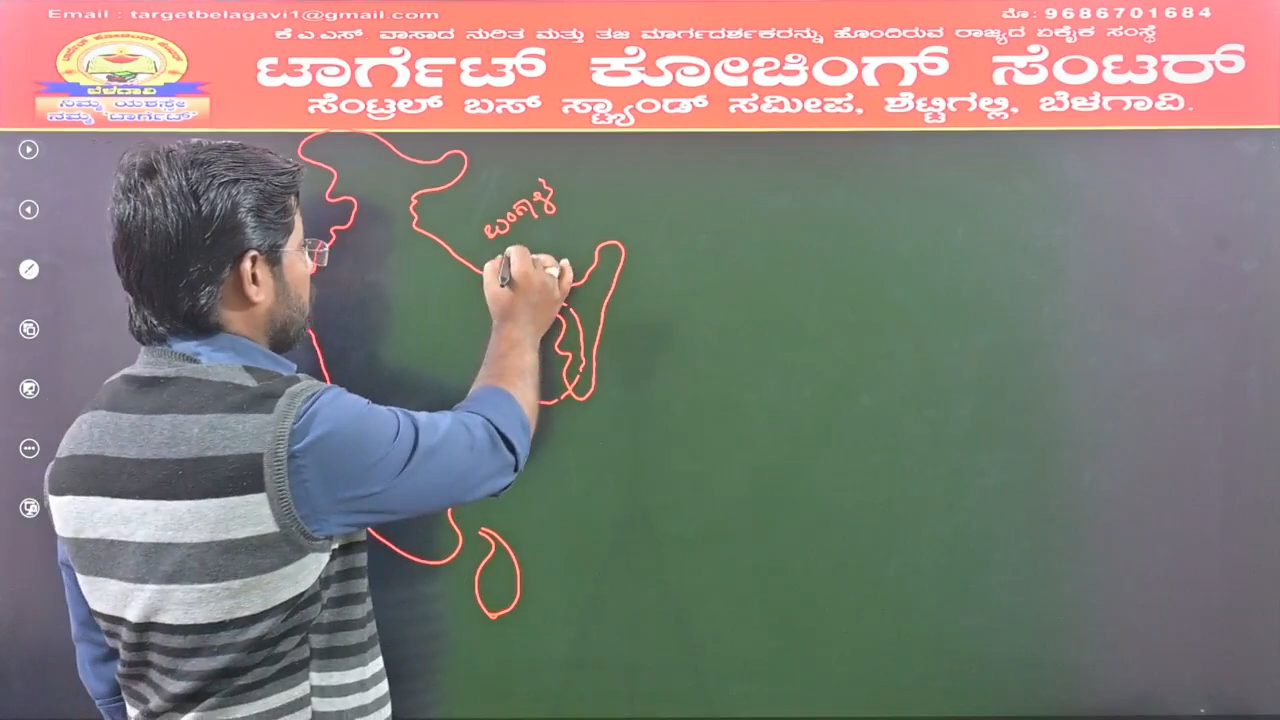 Email : targetbelagavi1@gmail.com
ಮೊ: 9686701684
ಕೆ.ಎ.ಎಸ್. ವಾಸಾದ ನುರಿತ ಮತ್ತು ತಜ್ಞ ಮಾರ್ಗದರ್ಶಕರನ್ನು ಹೊಂದಿರುವ ರಾಜ್ಯದ ಏಕೈಕ ಸಂಸ್ಥೆ
ಟಾರ್ಗೆಟ್ ಕೋಚಿಂಗ್ ಸೆಂಟರ್
ಸೆಂಟ್ರಲ್ ಬಸ್ ಸ್ಟ್ಯಾಂಡ್ ಸಮೀಪ, ಶೆಟ್ಟಿಗಲ್ಲಿ, ಬೆಳಗಾವಿ.
ಬೆಳಗಾವಿ
ನಿಮ್ಮ ಯಶಸ್ಸೇ
ನಮ್ಮ 'ಟಾರ್ಗೆಟ್'
ಬಂಗಾಳ